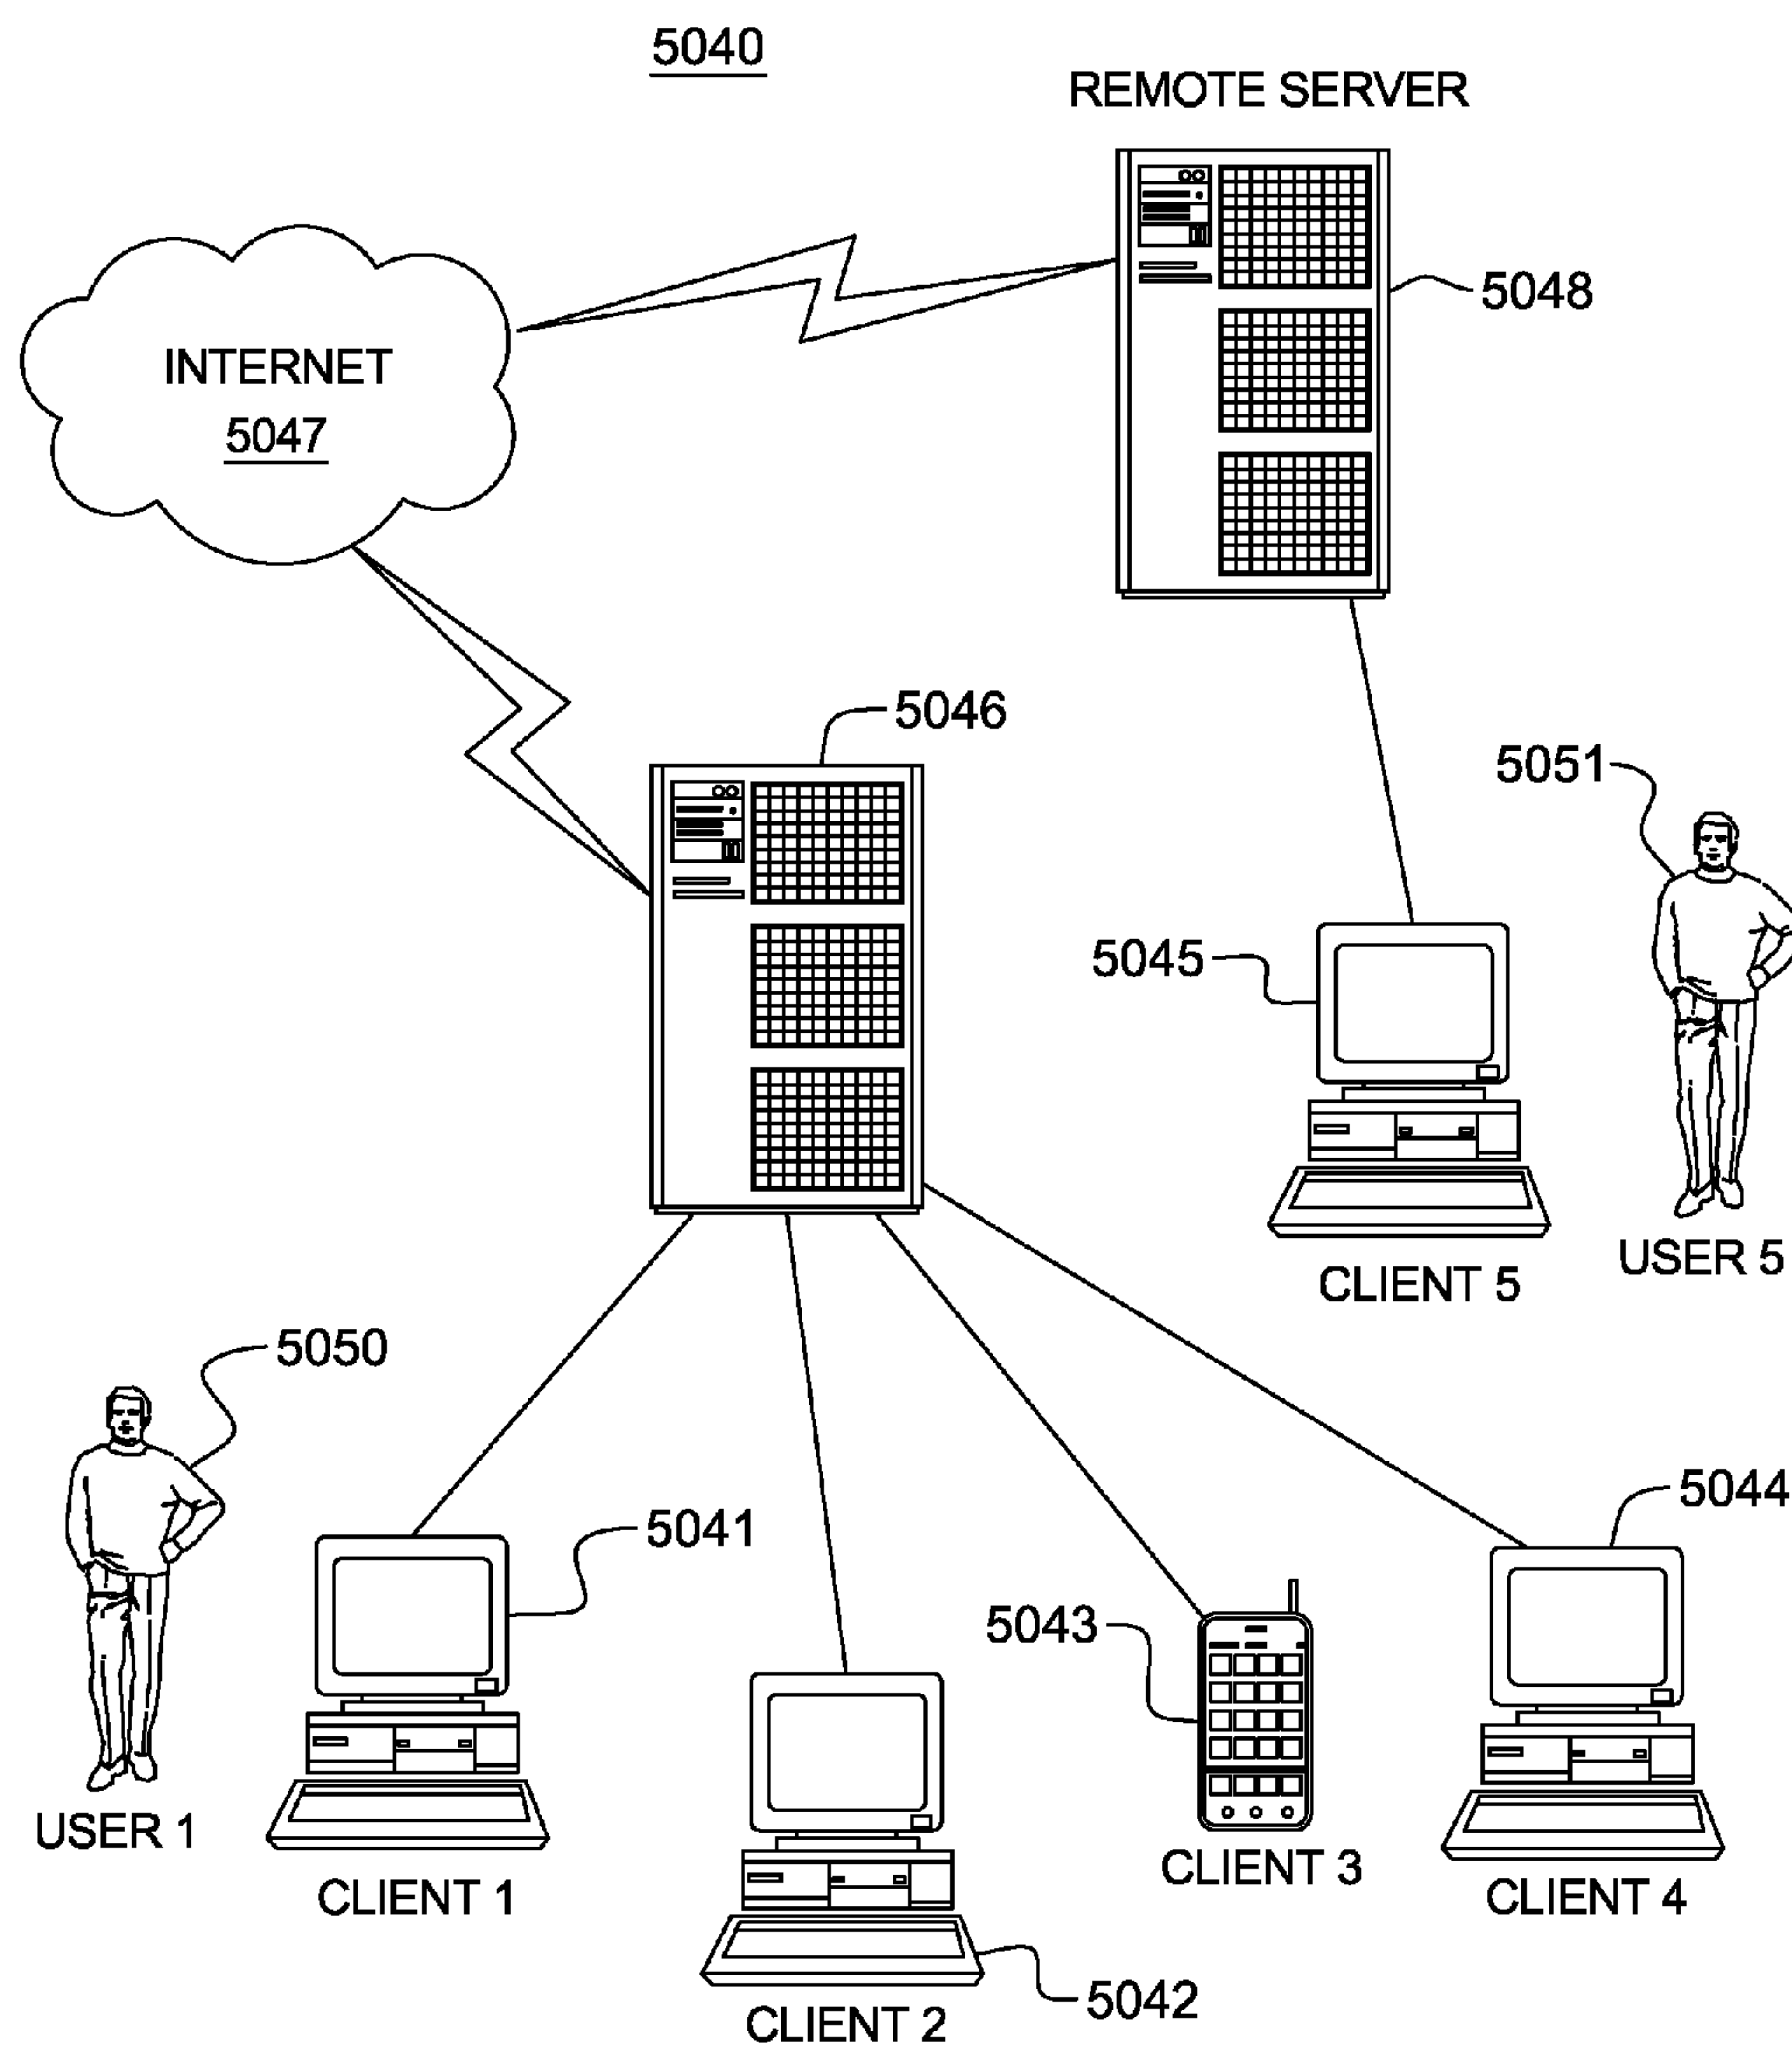 5040
REMOTE SERVER
5048
INTERNET
5047
5046
5051
5045
USER 5
CLIENT 5
5050
5044
5041
5043
USER 1
CLIENT 3
CLIENT 1
CLIENT 4
5042
CLIENT 2